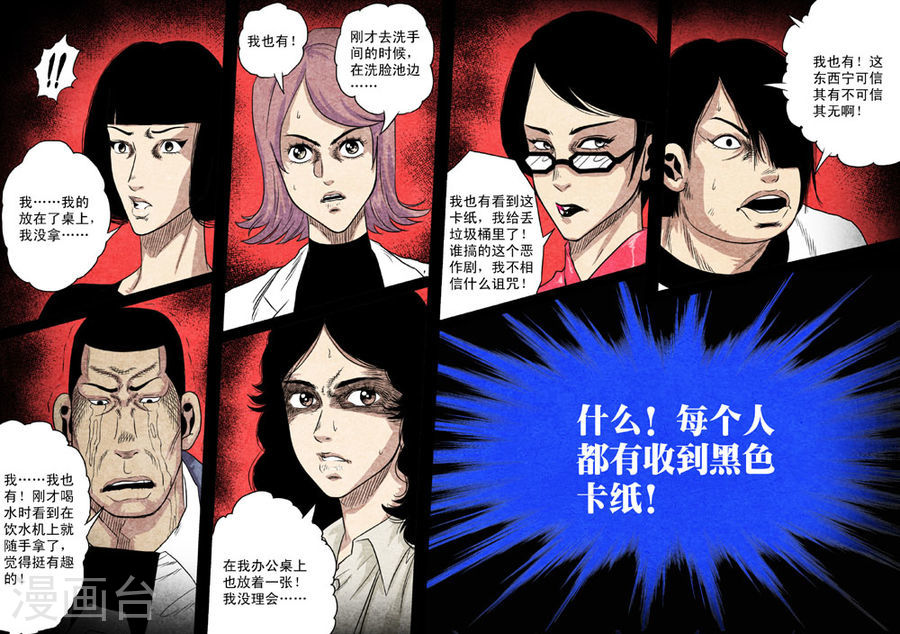 !!
我……我的
放在了桌上，
我没拿……
我也有！
刚才去洗手
间的时候，
在洗脸池边
……
我也有看到这
卡纸，我给丢
垃圾桶里了！
谁搞的这个恶
作剧，我不相
信什么诅咒！
我也有！这
东西宁可信
其有不可信
其无啊！
我……我也
有！刚才喝
水时看到在
饮水机上就
随手拿了，
觉得挺有趣
的！
在我办公桌上
也放着一张！
我没理会……
什么！每个人
都有收到黑色
卡纸！
漫画台